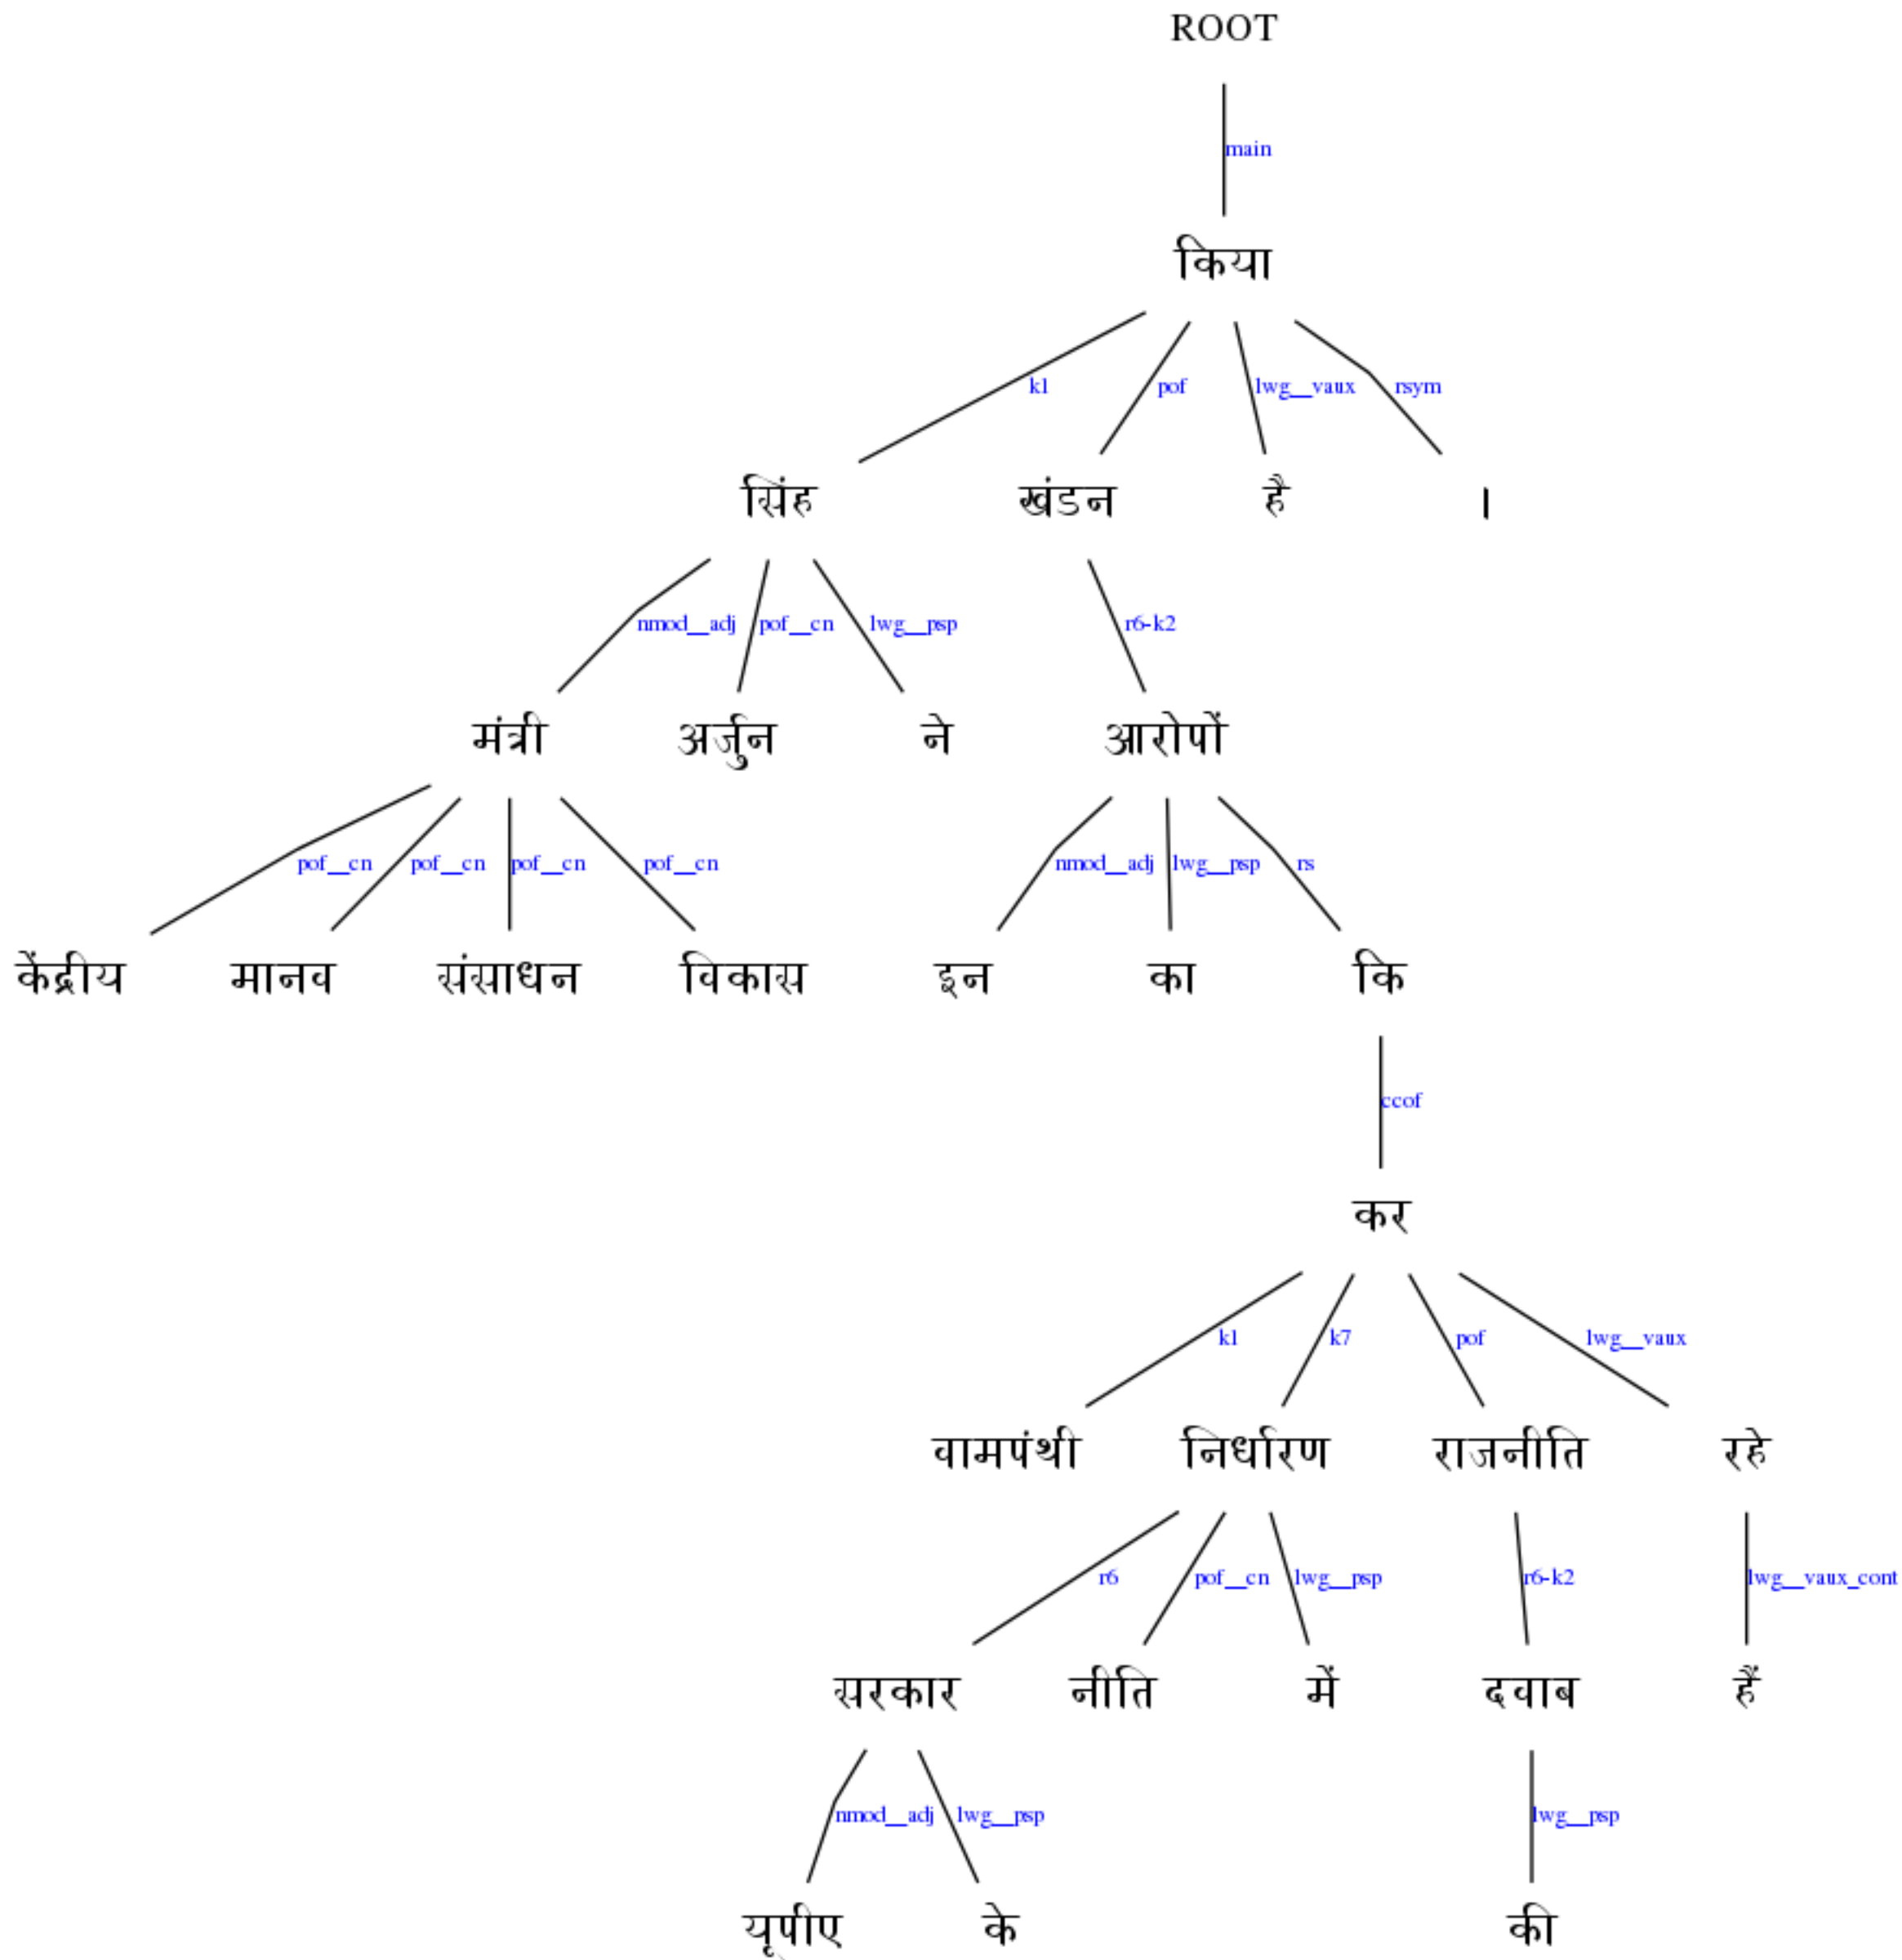 ROOT
main
किया
k1 pof lwg__vaux rsym
सिंह खंडन है ।
nmod__adj pof__cn lwg__psp r6-k2
मंत्री अर्जुन ने आरोपों
pof__cn pof__cn pof__cn pof__cn nmod__adj lwg__psp rs
केंद्रीय मानव संसाधन विकास इन का कि
ccof
कर
k1 k7 pof lwg__vaux
वामपंथी निर्धारण राजनीति रहे
r6 pof__cn lwg__psp r6-k2 lwg__vaux_cont
सरकार नीति में दवाब हैं
nmod__adj lwg__psp lwg__psp
यूपीए के की